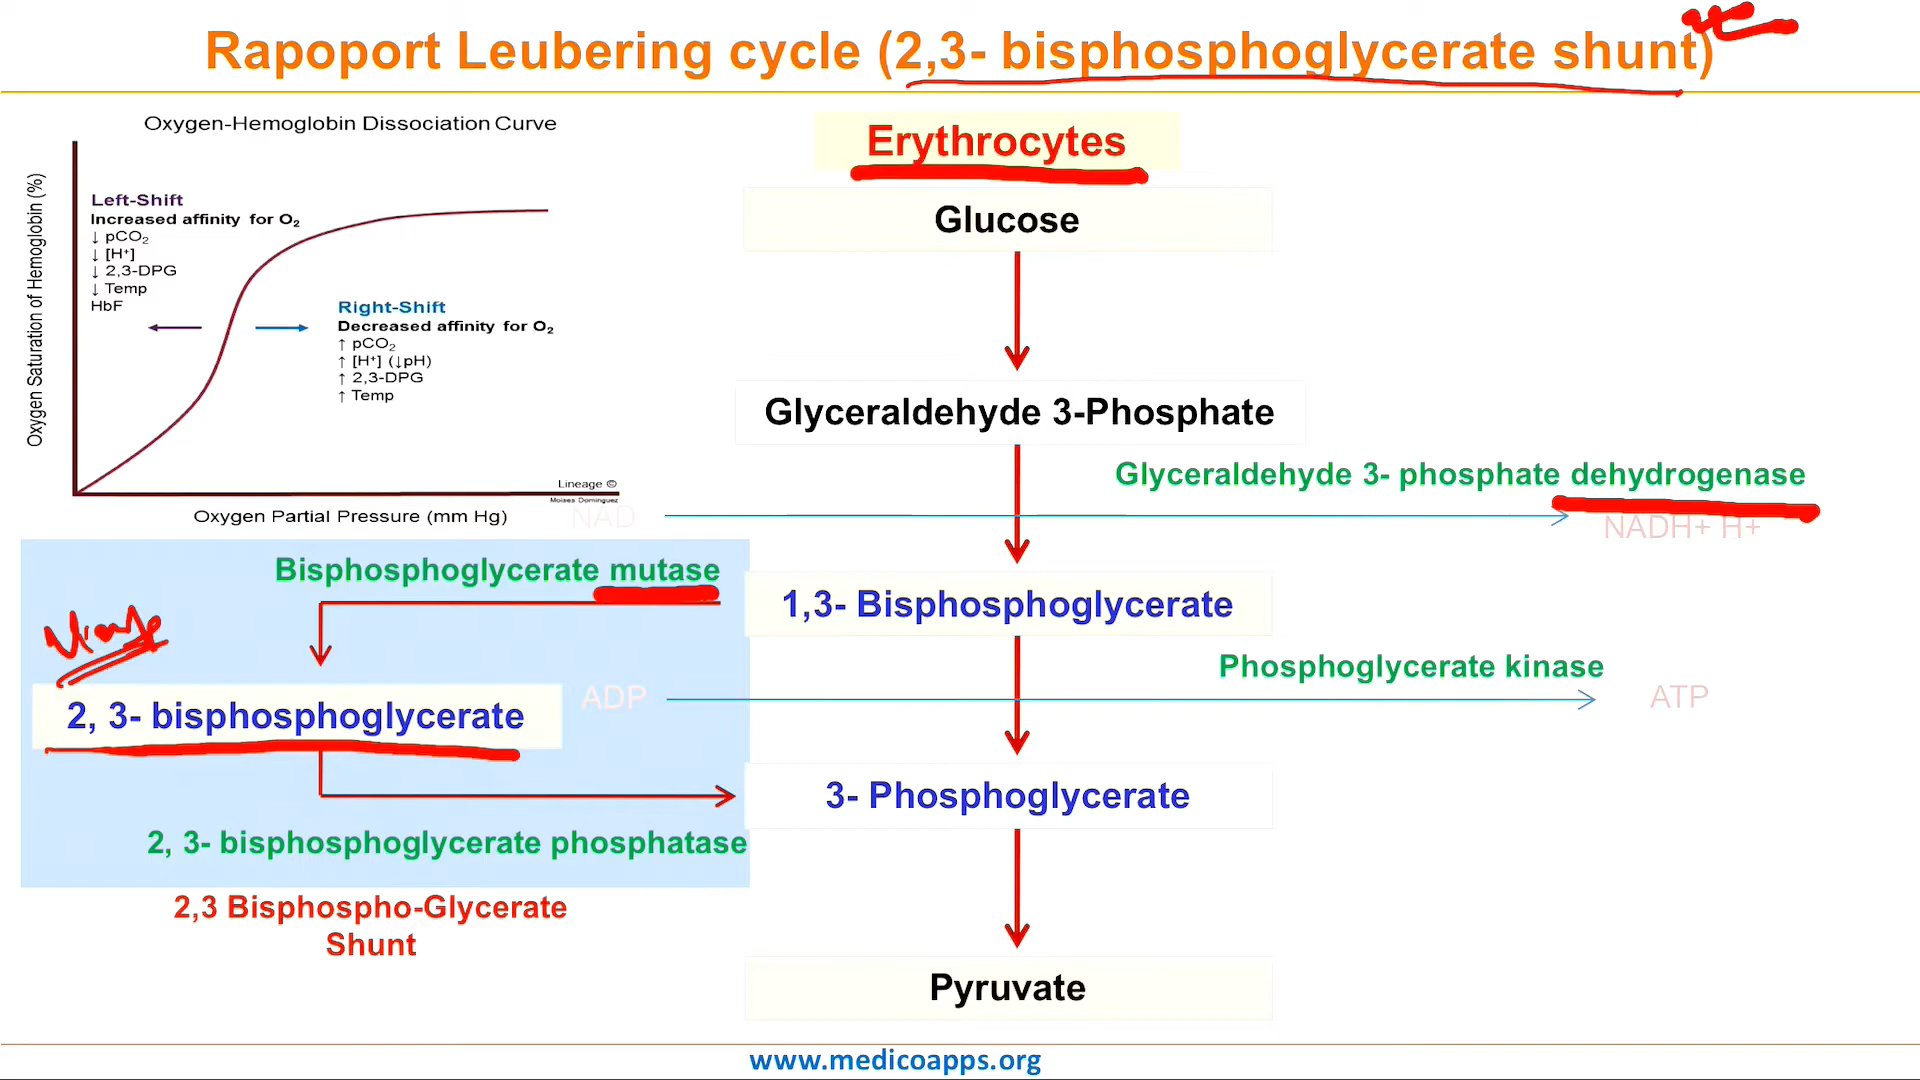 Rapoport Leubering cycle (2,3- bisphosphoglycerate shunt)
Oxygen-Hemoglobin Dissociation Curve
Oxygen Saturation of Hemoglobin (%)
Left-Shift
Increased affinity for O₂
↓ pCO₂
↓ [H⁺]
↓ 2,3-DPG
↓ Temp
HbF
Right-Shift
Decreased affinity for O₂
↑ pCO₂
↑ [H⁺] (↓pH)
↑ 2,3-DPG
↑ Temp
Lineage ©
Moises Dominguez
Oxygen Partial Pressure (mm Hg)
Erythrocytes
Glucose
Glyceraldehyde 3-Phosphate
Glyceraldehyde 3- phosphate dehydrogenase
NAD
NADH+ H+
Bisphosphoglycerate mutase
1,3- Bisphosphoglycerate
Phosphoglycerate kinase
2, 3- bisphosphoglycerate
ADP
ATP
3- Phosphoglycerate
2, 3- bisphosphoglycerate phosphatase
2,3 Bisphospho-Glycerate
Shunt
Pyruvate
www.medicoapps.org